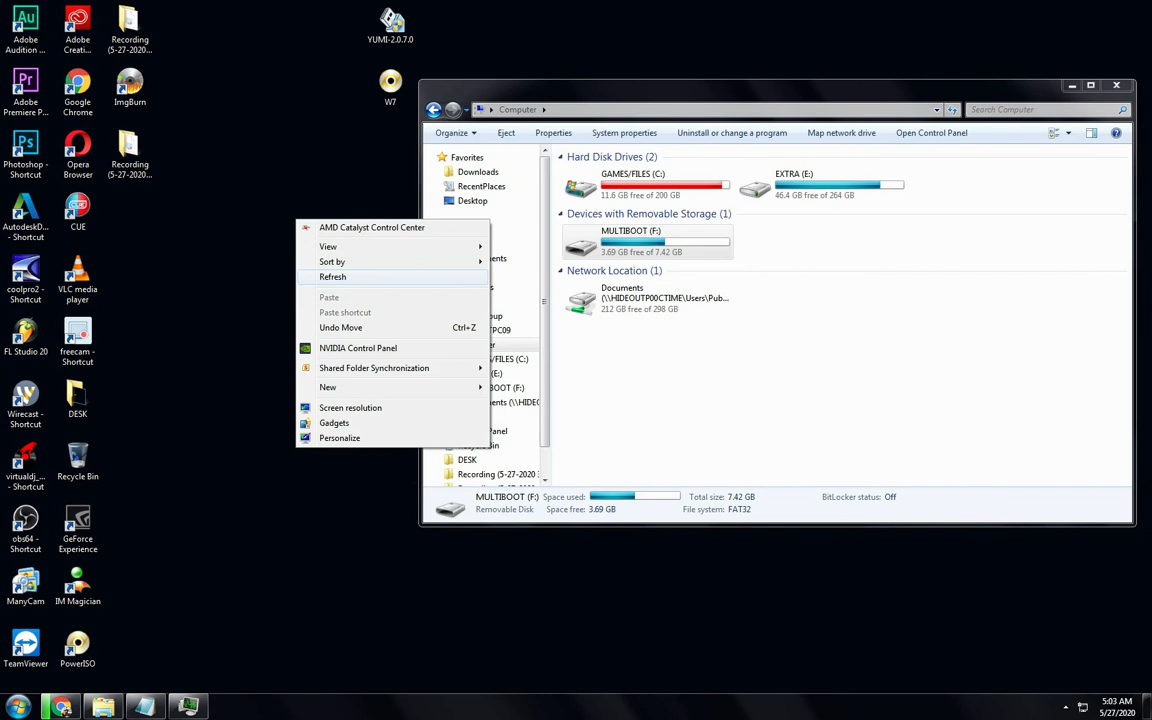 Adobe
Audition ...
Adobe
Creati...
Recording
(5-27-2020...
Adobe
Premiere P...
Google
Chrome
ImgBurn
Photoshop -
Shortcut
Opera
Browser
Recording
(5-27-2020...
AutodeskD...
- Shortcut
CUE
coolpro2 -
Shortcut
VLC media
player
FL Studio 20
freecam -
Shortcut
Wirecast -
Shortcut
DESK
virtualdj_...
- Shortcut
Recycle Bin
obs64 -
Shortcut
GeForce
Experience
ManyCam
IM Magician
TeamViewer
PowerISO
YUMI-2.0.7.0
W7
AMD Catalyst Control Center
View
Sort by
Refresh
Paste
Paste shortcut
Undo Move Ctrl+Z
NVIDIA Control Panel
Shared Folder Synchronization
New
Screen resolution
Gadgets
Personalize
Computer
Search Computer
Organize Eject Properties System properties Uninstall or change a program Map network drive Open Control Panel
Favorites
Downloads
RecentPlaces
Desktop
DESK
Recording (5-27-2020
Hard Disk Drives (2)
GAMES/FILES (C:)
11.6 GB free of 200 GB
EXTRA (E:)
46.4 GB free of 264 GB
Devices with Removable Storage (1)
MULTIBOOT (F:)
3.69 GB free of 7.42 GB
Network Location (1)
Documents
(\\HIDEOUTP00CTIME\Users\Pub...
212 GB free of 298 GB
MULTIBOOT (F:) Space used: Total size: 7.42 GB BitLocker status: Off
Removable Disk Space free: 3.69 GB File system: FAT32
5:03 AM
5/27/2020